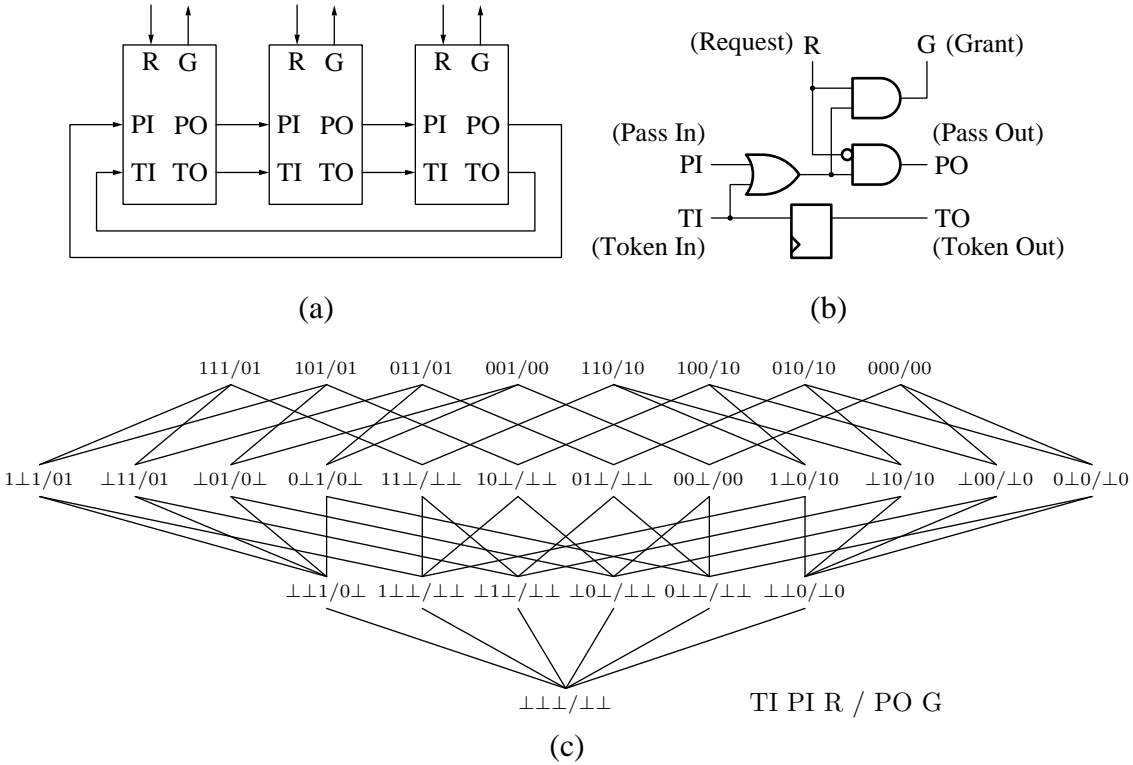 R G R G R G
PI PO PI PO PI PO
TI TO TI TO TI TO
(a)
(Request) R G (Grant)
(Pass In) (Pass Out)
PI PO
TI TO
(Token In) (Token Out)
(b)
111/01 101/01 011/01 001/00 110/10 100/10 010/10 000/00
1⊥1/01 ⊥11/01 ⊥01/0⊥ 0⊥1/0⊥ 11⊥/⊥⊥ 10⊥/⊥⊥ 01⊥/⊥⊥ 00⊥/00 1⊥0/10 ⊥10/10 ⊥00/⊥0 0⊥0/⊥0
⊥⊥1/0⊥ 1⊥⊥/⊥⊥ ⊥1⊥/⊥⊥ ⊥0⊥/⊥⊥ 0⊥⊥/⊥⊥ ⊥⊥0/⊥0
⊥⊥⊥/⊥⊥
TI PI R / PO G
(c)